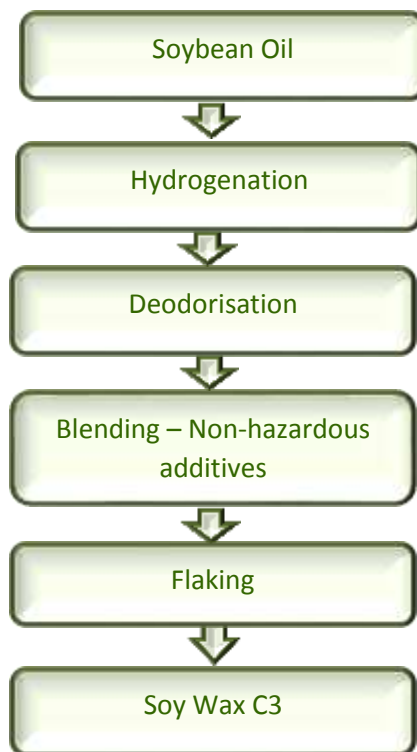 Soybean Oil
Hydrogenation
Deodorisation
Blending – Non-hazardous
additives
Flaking
Soy Wax C3